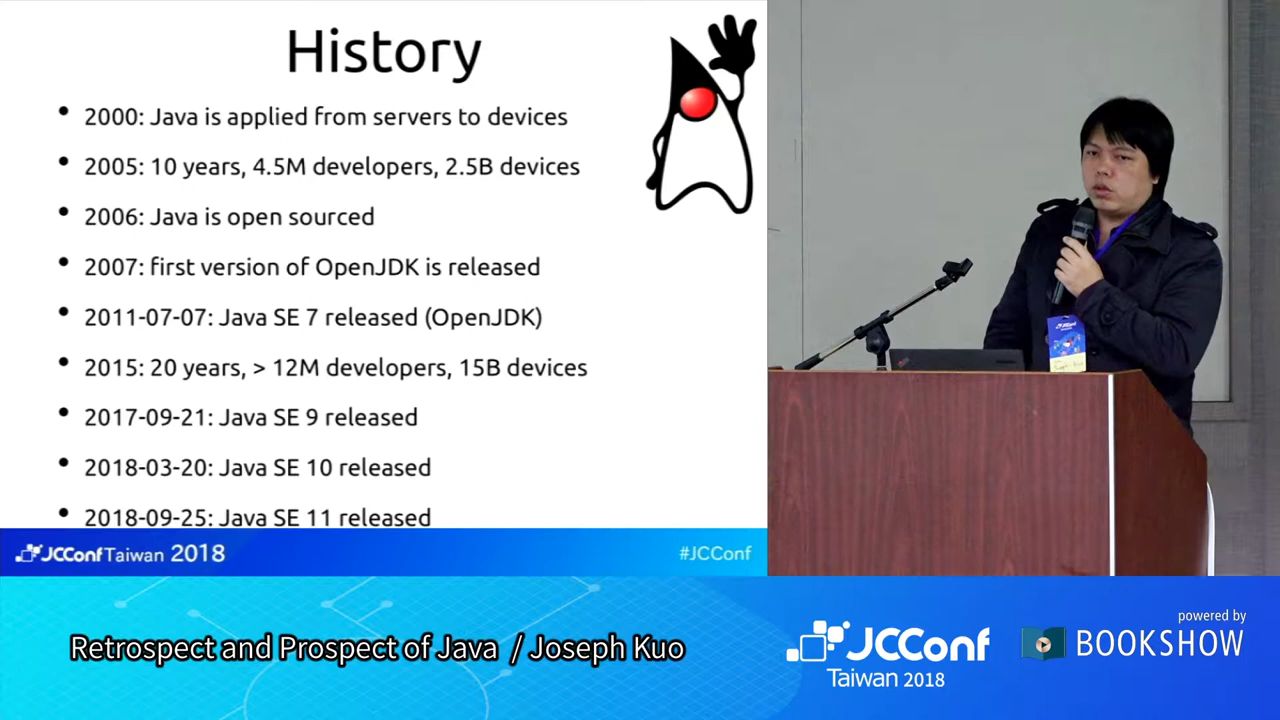 History
2000: Java is applied from servers to devices
2005: 10 years, 4.5M developers, 2.5B devices
2006: Java is open sourced
2007: first version of OpenJDK is released
2011-07-07: Java SE 7 released (OpenJDK)
2015: 20 years, > 12M developers, 15B devices
2017-09-21: Java SE 9 released
2018-03-20: Java SE 10 released
2018-09-25: Java SE 11 released
JCConf Taiwan 2018
#JCConf
JCConf
Retrospect and Prospect of Java / Joseph Kuo
JCConf
Taiwan 2018
powered by
BOOKSHOW